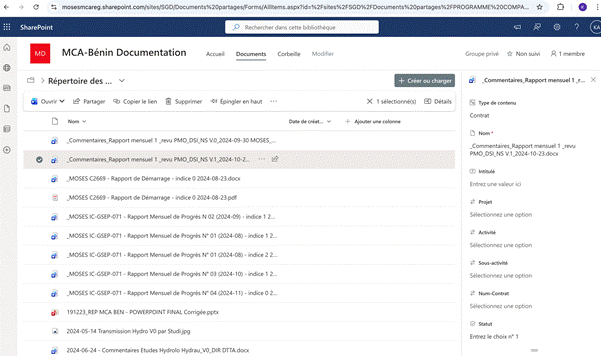 mosesmcareg.sharepoint.com/sites/SGD/Documents%20partages/Forms/AllItems.aspx?id=%2Fsites%2FSGD%2FDocuments%20partages%2FPROGRAMME%20COMPA...
SharePoint
Rechercher dans cette bibliothèque
K
KA
MD
MCA-Bénin Documentation
Accueil
Documents
Corbeille
Modifier
Groupe privé
Non suivi
1 membre
Répertoire des ...
Créer ou charger
Ouvrir
Partager
Copier le lien
Supprimer
Épingler en haut
...
1 sélectionné(s)
Détails
Nom
Date de créat...
Ajouter une colonne
_Commentaires_Rapport mensuel 1 _revu PMO_DSI_NS V.0_2024-09-30 MOSES_...
_Commentaires_Rapport mensuel 1 _revu PMO_DSI_NS V.1_2024-10-2...
_MOSES C2669 - Rapport de Démarrage - indice 0 2024-08-23.docx
_MOSES C2669 - Rapport de Démarrage - indice 0 2024-08-23.pdf
_MOSES IC-GSEP-071 - Rapport Mensuel de Progrés N 02 (2024-09) - indice 1 2...
_MOSES IC-GSEP-071 - Rapport Mensuel de Progrés N° 01 (2024-08) - indice 1 2...
_MOSES IC-GSEP-071 - Rapport Mensuel de Progrés N° 01 (2024-08) - indice 2 2...
_MOSES IC-GSEP-071 - Rapport Mensuel de Progrés N° 03 (2024-10) - indice 1 2...
_MOSES IC-GSEP-071 - Rapport Mensuel de Progrés N° 04 (2024-11) - indice 0 2...
191223_REP MCA BEN - POWERPOINT FINAL Corrigée.pptx
2024-05-14 Transmission Hydro V0 par Studi.jpg
2024-06-24 - Commentaires Etudes Hydrolo Hydrau_V0_DIR DTTA.docx
_Commentaires_Rapport mensuel 1 _revu P...
Type de contenu
Contrat
Nom *
_Commentaires_Rapport mensuel 1 _revu
PMO_DSI_NS V.1_2024-10-23.docx
Intitulé
Entrez une valeur ici
Projet
Sélectionnez une option
Activité
Sélectionnez une option
Sous-activité
Sélectionnez une option
Num-Contrat
Sélectionnez une option
Statut
Entrez le choix n° 1